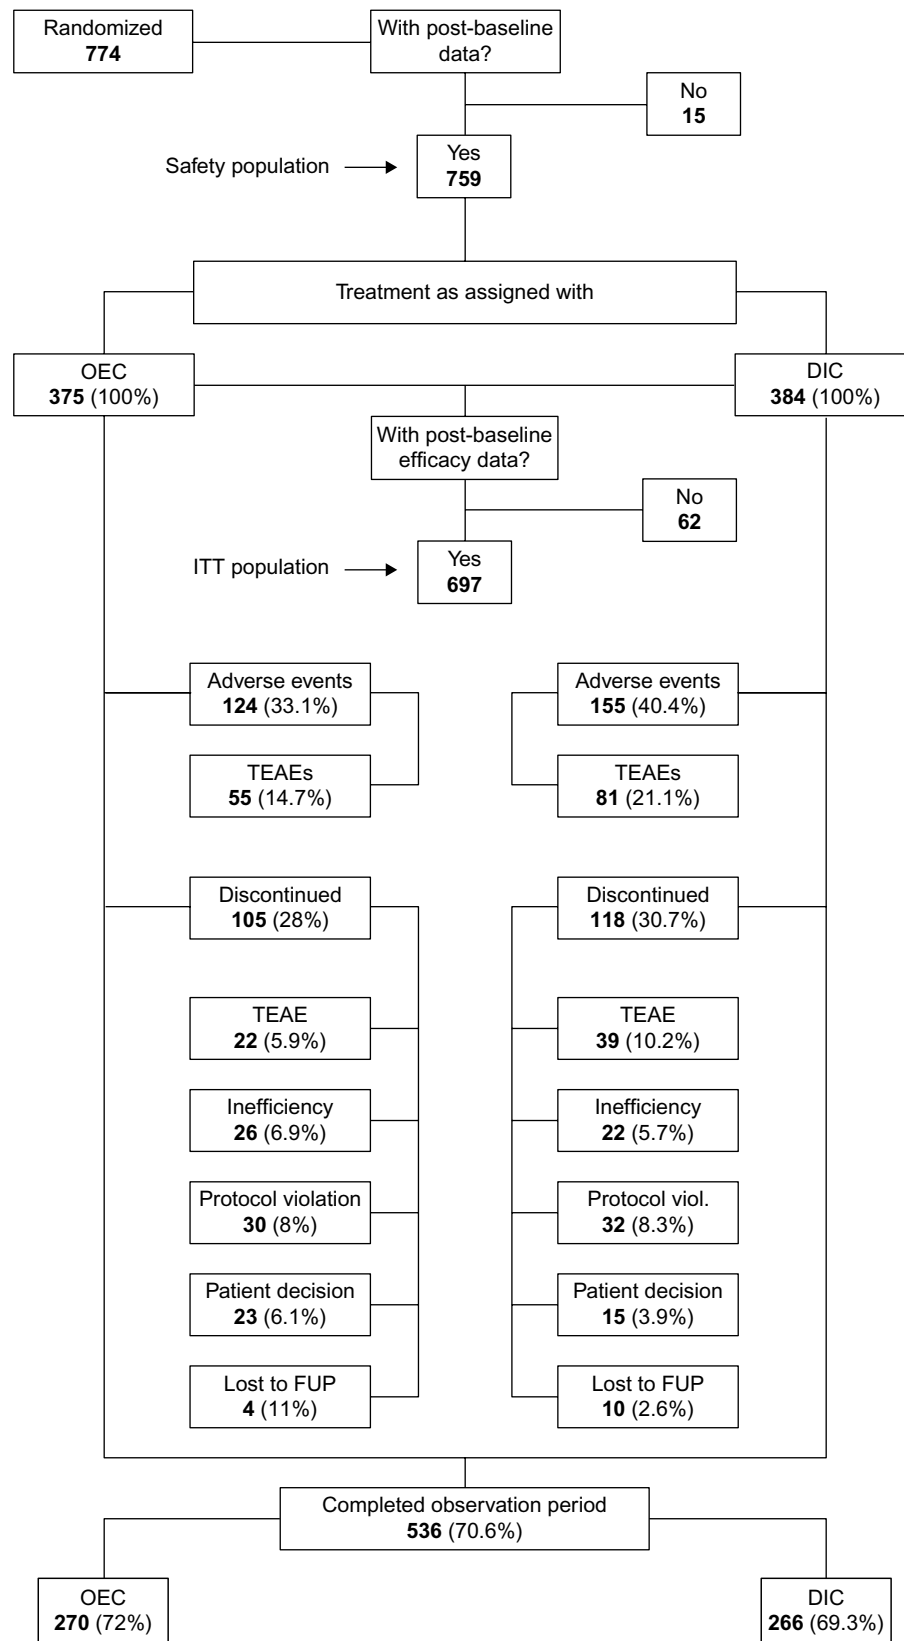 Randomized
774
With post-baseline
data?
No
15
Safety population
Yes
759
Treatment as assigned with
OEC
375 (100%)
DIC
384 (100%)
With post-baseline
efficacy data?
No
62
ITT population
Yes
697
Adverse events
124 (33.1%)
Adverse events
155 (40.4%)
TEAEs
55 (14.7%)
TEAEs
81 (21.1%)
Discontinued
105 (28%)
Discontinued
118 (30.7%)
TEAE
22 (5.9%)
TEAE
39 (10.2%)
Inefficiency
26 (6.9%)
Inefficiency
22 (5.7%)
Protocol violation
30 (8%)
Protocol viol.
32 (8.3%)
Patient decision
23 (6.1%)
Patient decision
15 (3.9%)
Lost to FUP
4 (11%)
Lost to FUP
10 (2.6%)
Completed observation period
536 (70.6%)
OEC
270 (72%)
DIC
266 (69.3%)